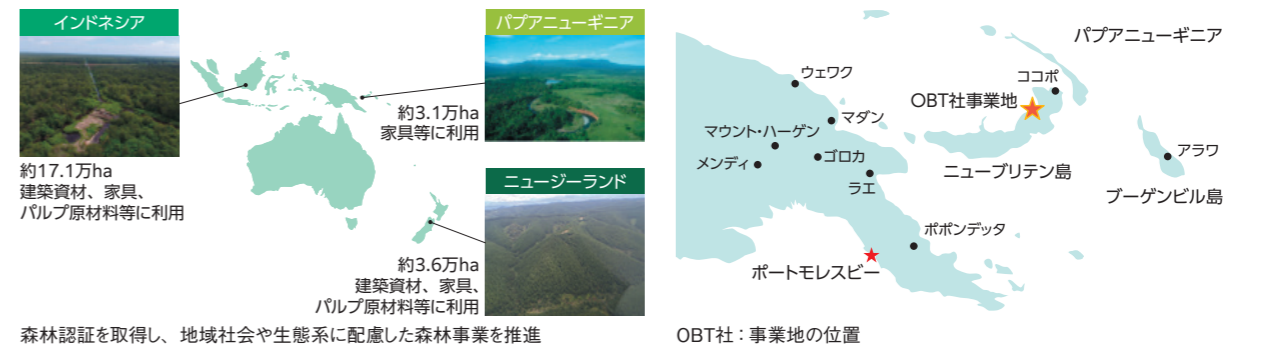 インドネシア
約17.1万ha
建築資材、家具、
パルプ原材料等に利用
パプアニューギニア
約3.1万ha
家具等に利用
ニュージーランド
約3.6万ha
建築資材、家具、
パルプ原材料等に利用
森林認証を取得し、地域社会や生態系に配慮した森林事業を推進
パプアニューギニア
ウェワク
ココポ
OBT社事業地
マダン
マウント・ハーゲン
メンディ
ゴロカ
ラエ
ニューブリテン島
アラワ
ブーゲンビル島
ポポンデッタ
ポートモレスビー
OBT社：事業地の位置